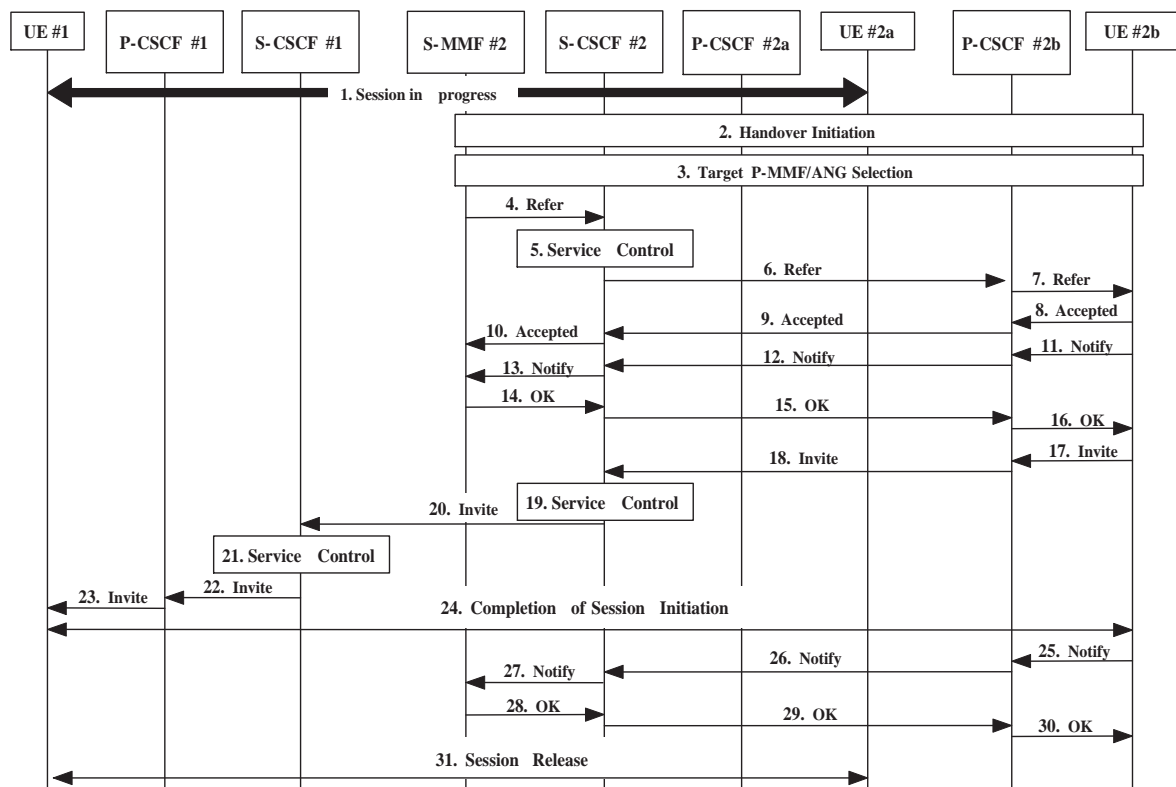 UE #1
P-CSCF #1
S-CSCF #1
S-MMF #2
S-CSCF #2
P-CSCF #2a
UE #2a
P-CSCF #2b
UE #2b
1. Session in progress
2. Handover Initiation
3. Target P-MMF/ANG Selection
4. Refer
5. Service Control
6. Refer
7. Refer
8. Accepted
9. Accepted
10. Accepted
11. Notify
12. Notify
13. Notify
14. OK
15. OK
16. OK
17. Invite
18. Invite
19. Service Control
20. Invite
21. Service Control
22. Invite
23. Invite
24. Completion of Session Initiation
25. Notify
26. Notify
27. Notify
28. OK
29. OK
30. OK
31. Session Release